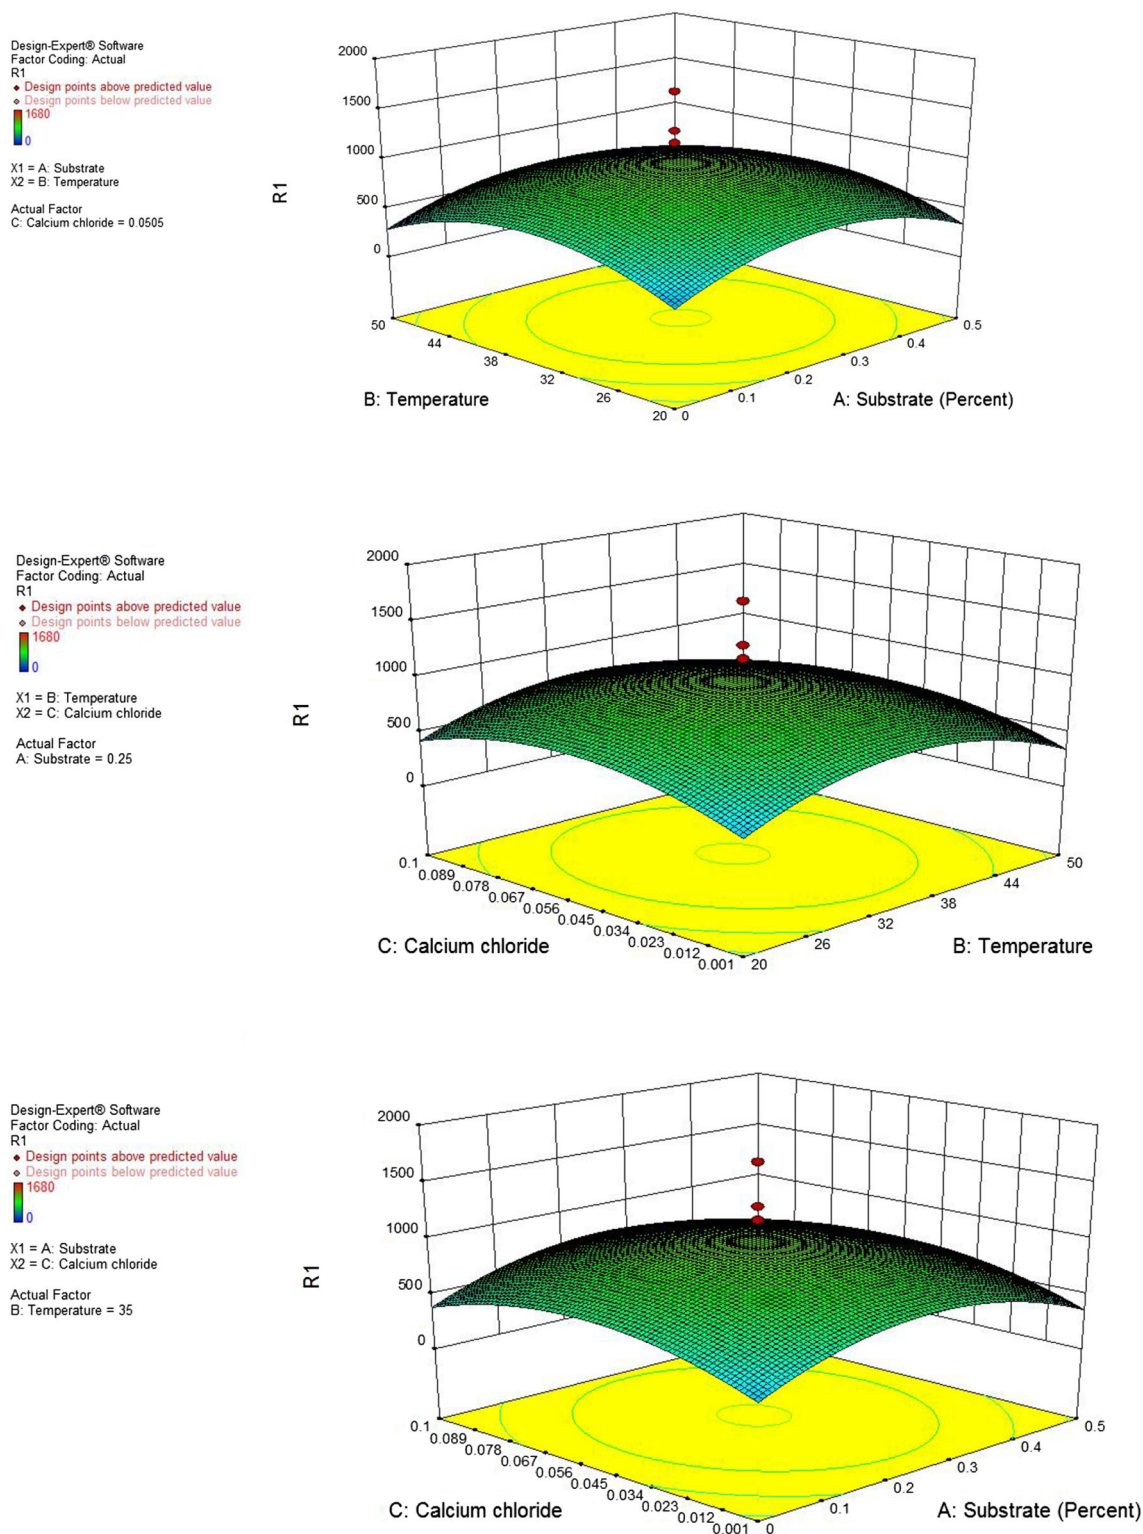 Design-Expert® Software
Factor Coding: Actual
R1
Design points above predicted value
Design points below predicted value
1680
0
X1 = A: Substrate
X2 = B: Temperature
Actual Factor
C: Calcium chloride = 0.0505
2000
1500
1000
500
0
R1
50
44
38
32
26
20
0
0.1
0.2
0.3
0.4
0.5
B: Temperature
A: Substrate (Percent)
Design-Expert® Software
Factor Coding: Actual
R1
Design points above predicted value
Design points below predicted value
1680
0
X1 = B: Temperature
X2 = C: Calcium chloride
Actual Factor
A: Substrate = 0.25
2000
1500
1000
500
0
R1
0.1
0.089
0.078
0.067
0.056
0.045
0.034
0.023
0.012
0.001
20
26
32
38
44
50
C: Calcium chloride
B: Temperature
Design-Expert® Software
Factor Coding: Actual
R1
Design points above predicted value
Design points below predicted value
1680
0
X1 = A: Substrate
X2 = C: Calcium chloride
Actual Factor
B: Temperature = 35
2000
1500
1000
500
0
R1
0.1
0.089
0.078
0.067
0.056
0.045
0.034
0.023
0.012
0.001
0
0.1
0.2
0.3
0.4
0.5
C: Calcium chloride
A: Substrate (Percent)